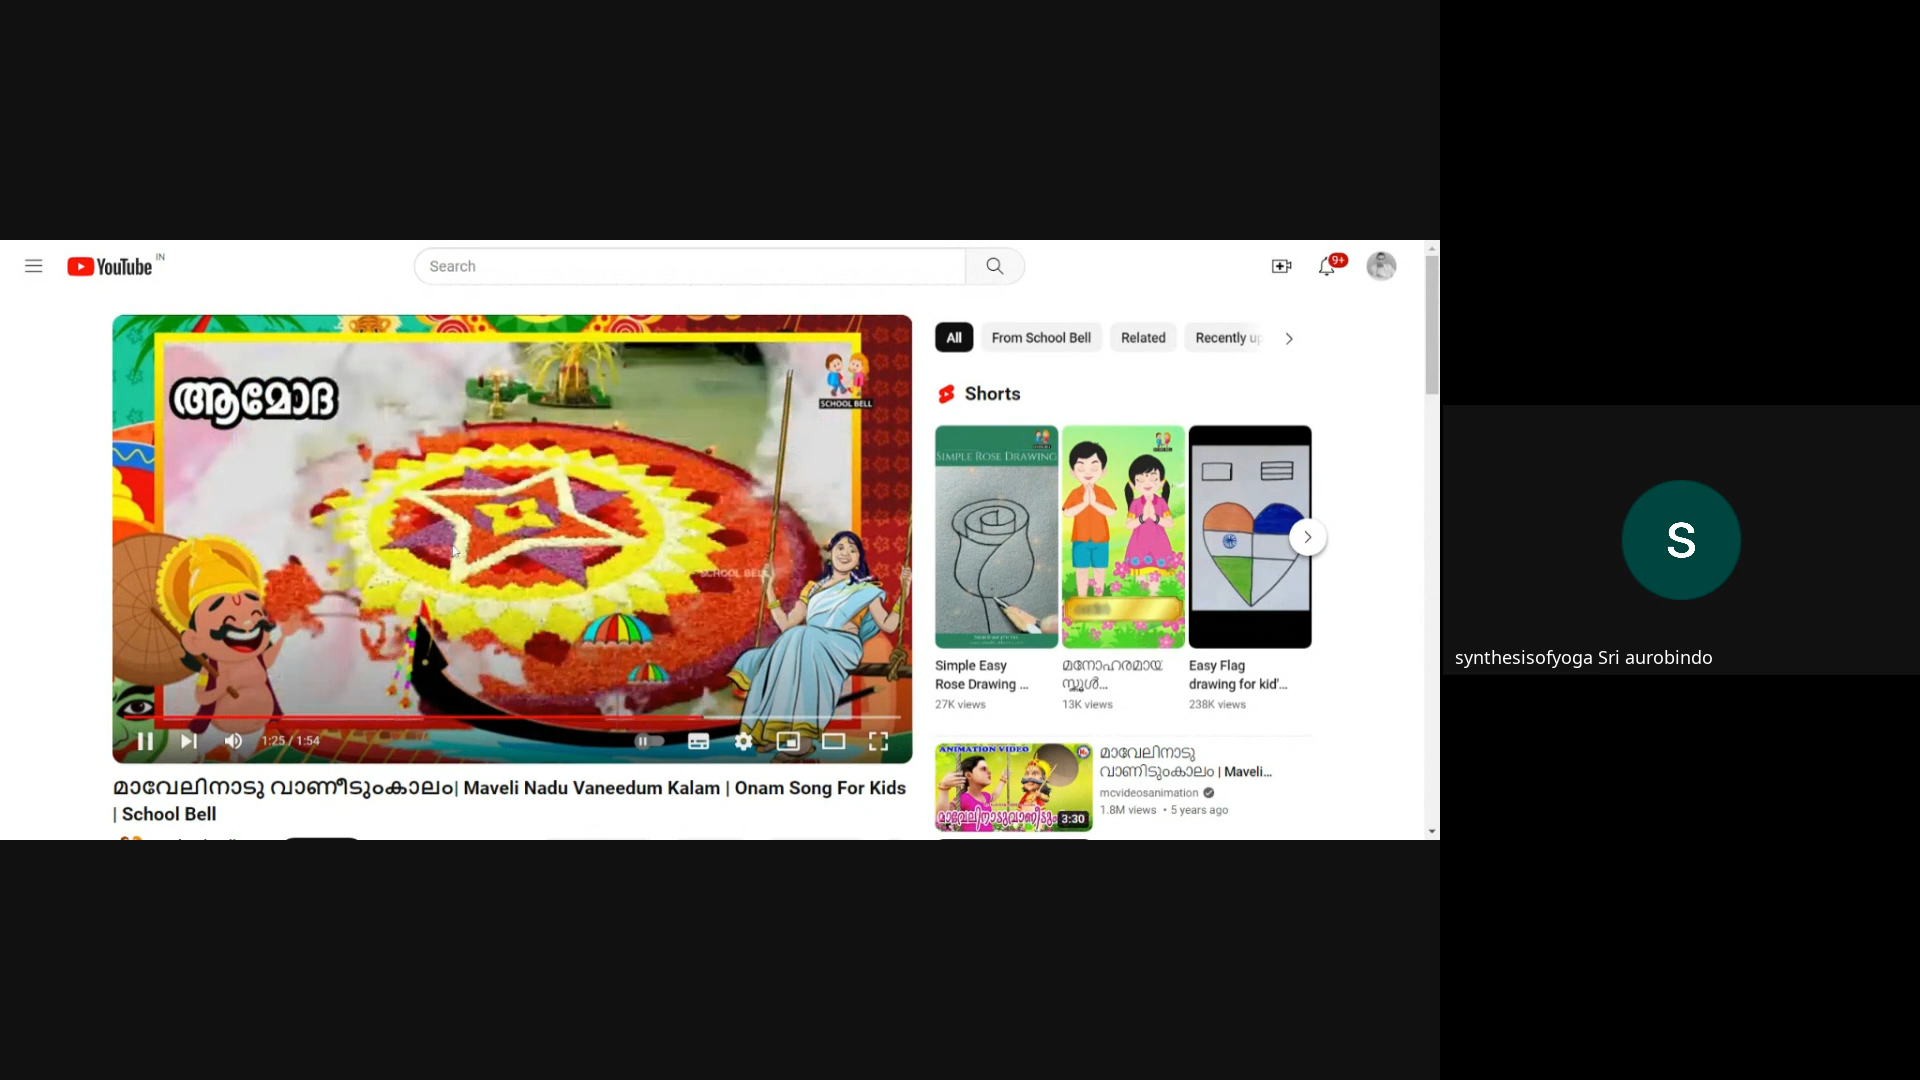 YouTube IN
Search
9+
ആമോദ
SCHOOL BELL
SCHOOL BELL
1:25 / 1:54
മാവേലിനാടു വാണീടുംകാലം| Maveli Nadu Vaneedum Kalam | Onam Song For Kids
| School Bell
All
From School Bell
Related
Recently up
Shorts
SIMPLE ROSE DRAWING
Simple Easy
Rose Drawing ...
27K views
മനോഹരമായ
സ്കൂൾ...
13K views
Easy Flag
drawing for kid'...
238K views
ANIMATION VIDEO
മാവേലിനാടുവാണീടും
3:30
മാവേലിനാടു
വാണിടുംകാലം | Maveli...
mcvideosanimation
1.8M views • 5 years ago
S
synthesisofyoga Sri aurobindo